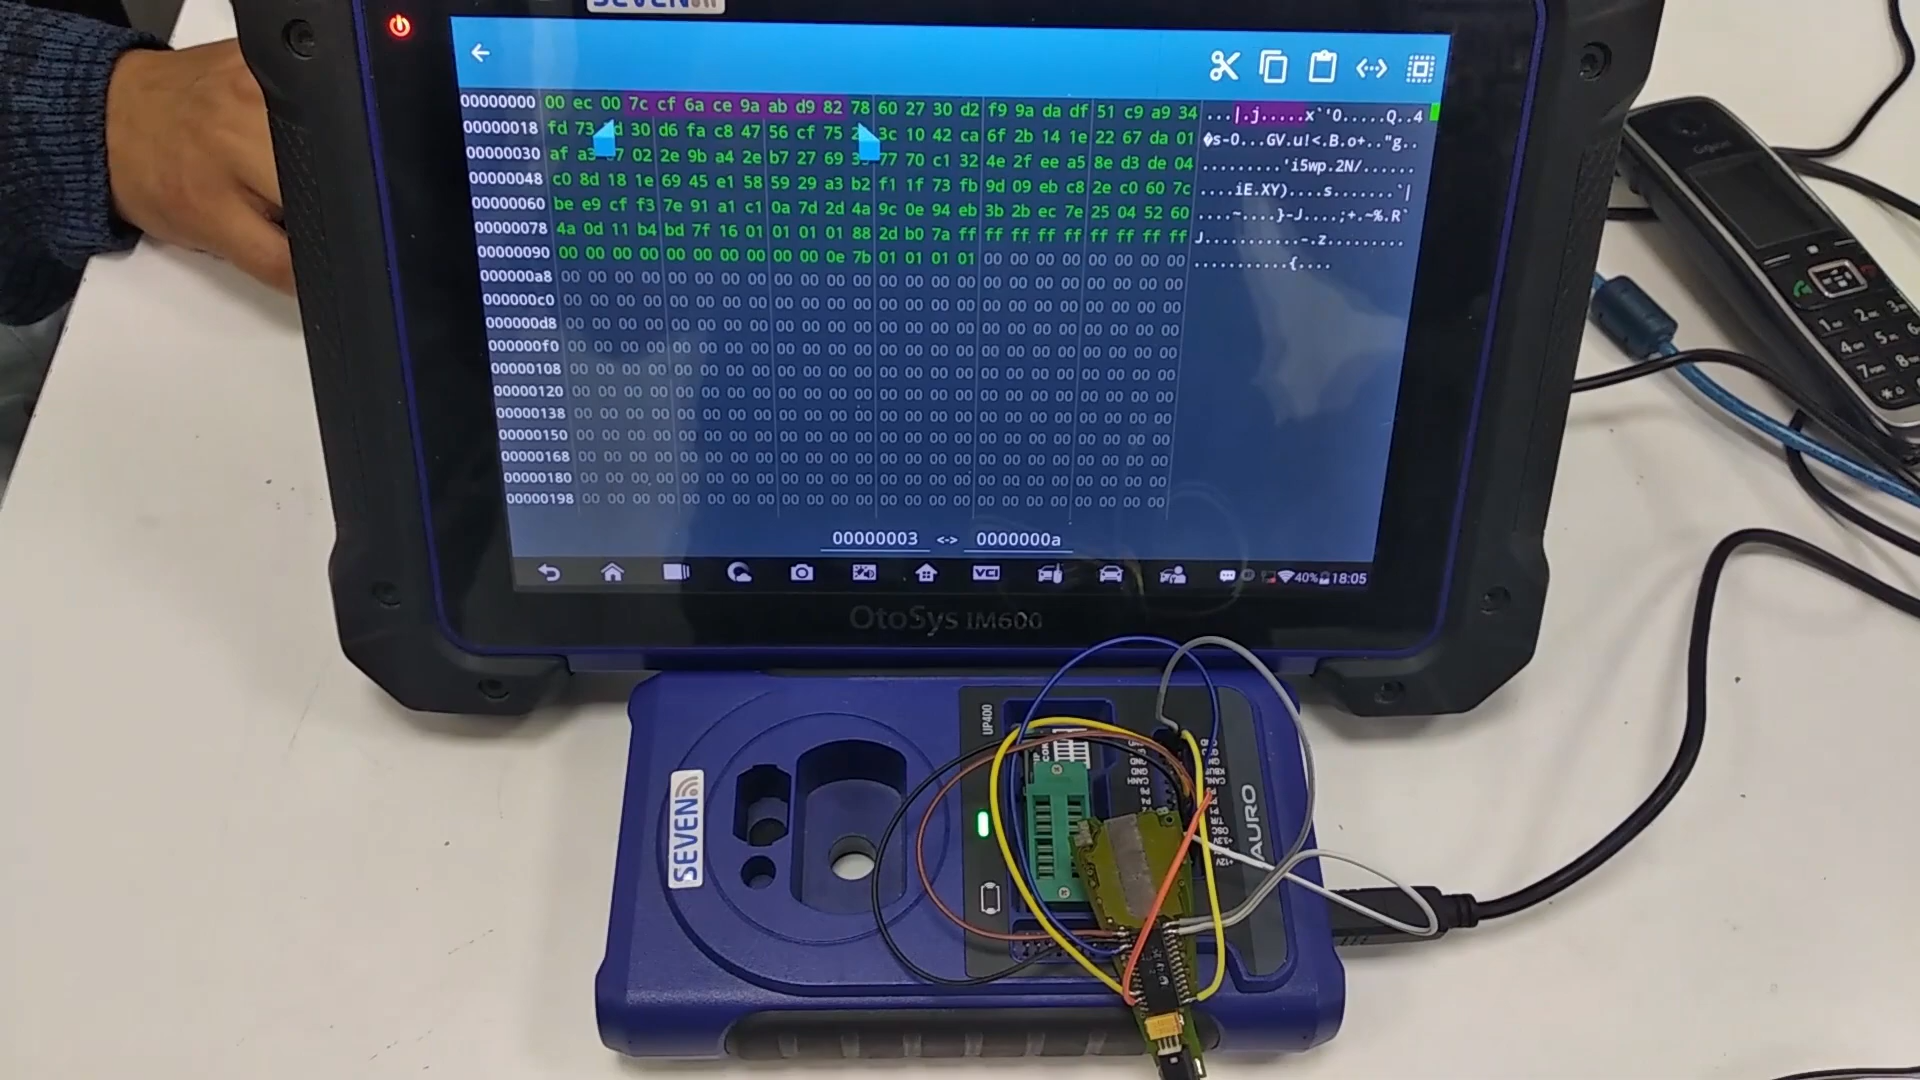 SEVEN
00000000 00 ec 00 7c cf 6a ce 9a ab d9 82 78 60 27 30 d2 f9 9a da df 51 c9 a9 34 ...|.j.....x`'0.....Q..4
00000018 fd 73 30 d6 fa c8 47 56 cf 75 3c 10 42 ca 6f 2b 14 1e 22 67 da 01 �s-0...GV.u!<.B.o+.."g..
00000030 af a3 02 2e 9b a4 2e b7 27 69 77 70 c1 32 4e 2f ee a5 8e d3 de 04 ..........'i5wp.2N/......
00000048 c0 8d 18 1e 69 45 e1 58 59 29 a3 b2 f1 1f 73 fb 9d 09 eb c8 2e c0 60 7c ....iE.XY)....s.......`|
00000060 be e9 cf f3 7e 91 a1 c1 0a 7d 2d 4a 9c 0e 94 eb 3b 2b ec 7e 25 04 52 60 ....~....}-J....;+.~%.R`
00000078 4a 0d 11 b4 bd 7f 16 01 01 01 01 88 2d b0 7a ff ff ff ff ff ff ff ff ff J...........-.z.........
00000090 00 00 00 00 00 00 00 00 00 00 0e 7b 01 01 01 01 00 00 00 00 00 00 00 00 ...........{....
000000a8 00 00 00 00 00 00 00 00 00 00 00 00 00 00 00 00 00 00 00 00 00 00 00 00
000000c0 00 00 00 00 00 00 00 00 00 00 00 00 00 00 00 00 00 00 00 00 00 00 00 00
000000d8 00 00 00 00 00 00 00 00 00 00 00 00 00 00 00 00 00 00 00 00 00 00 00 00
000000f0 00 00 00 00 00 00 00 00 00 00 00 00 00 00 00 00 00 00 00 00 00 00 00 00
00000108 00 00 00 00 00 00 00 00 00 00 00 00 00 00 00 00 00 00 00 00 00 00 00 00
00000120 00 00 00 00 00 00 00 00 00 00 00 00 00 00 00 00 00 00 00 00 00 00 00 00
00000138 00 00 00 00 00 00 00 00 00 00 00 00 00 00 00 00 00 00 00 00 00 00 00 00
00000150 00 00 00 00 00 00 00 00 00 00 00 00 00 00 00 00 00 00 00 00 00 00 00 00
00000168 00 00 00 00 00 00 00 00 00 00 00 00 00 00 00 00 00 00 00 00 00 00 00 00
00000180 00 00 00 00 00 00 00 00 00 00 00 00 00 00 00 00 00 00 00 00 00 00 00 00
00000198 00 00 00 00 00 00 00 00 00 00 00 00 00 00 00 00 00 00 00 00 00 00 00 00
00000003 <-> 0000000a
VCI
40% 18:05
OtoSys IM600
UP400
SEVEN
AURO
Gigaset
GND
CANH
KBUS
T/R
OSC
+3.3V
+12V